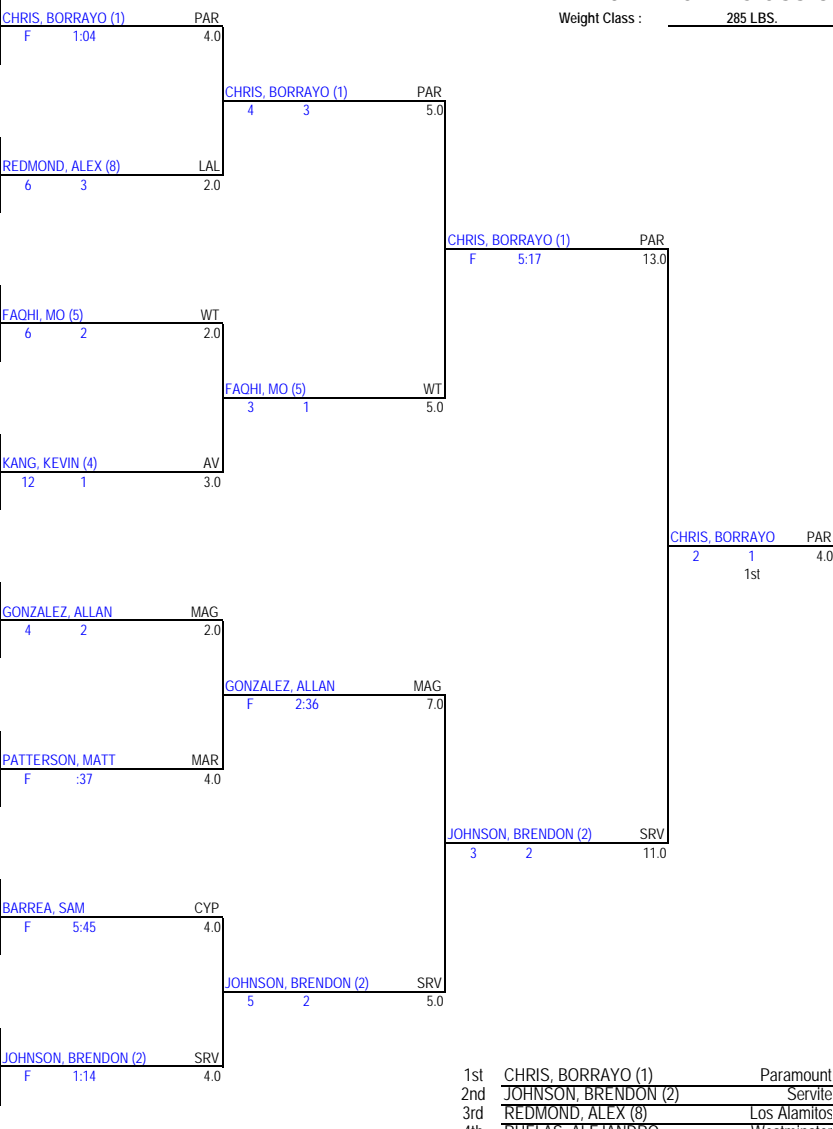 Weight Class : 285 LBS.
CHRIS, BORRAYO (1) PAR
F 1:04 4.0
CHRIS, BORRAYO (1) PAR
4 3 5.0
REDMOND, ALEX (8) LAL
6 3 2.0
CHRIS, BORRAYO (1) PAR
F 5:17 13.0
FAQHI, MO (5) WT
6 2 2.0
FAQHI, MO (5) WT
3 1 5.0
KANG, KEVIN (4) AV
12 1 3.0
CHRIS, BORRAYO PAR
2 1 4.0
1st
GONZALEZ, ALLAN MAG
4 2 2.0
GONZALEZ, ALLAN MAG
F 2:36 7.0
PATTERSON, MATT MAR
F :37 4.0
JOHNSON, BRENDON (2) SRV
3 2 11.0
BARREA, SAM CYP
F 5:45 4.0
JOHNSON, BRENDON (2) SRV
5 2 5.0
JOHNSON, BRENDON (2) SRV
F 1:14 4.0
1st CHRIS, BORRAYO (1) Paramount
2nd JOHNSON, BRENDON (2) Servite
3rd REDMOND, ALEX (8) Los Alamitos
4th ALEJANDRO Westminster